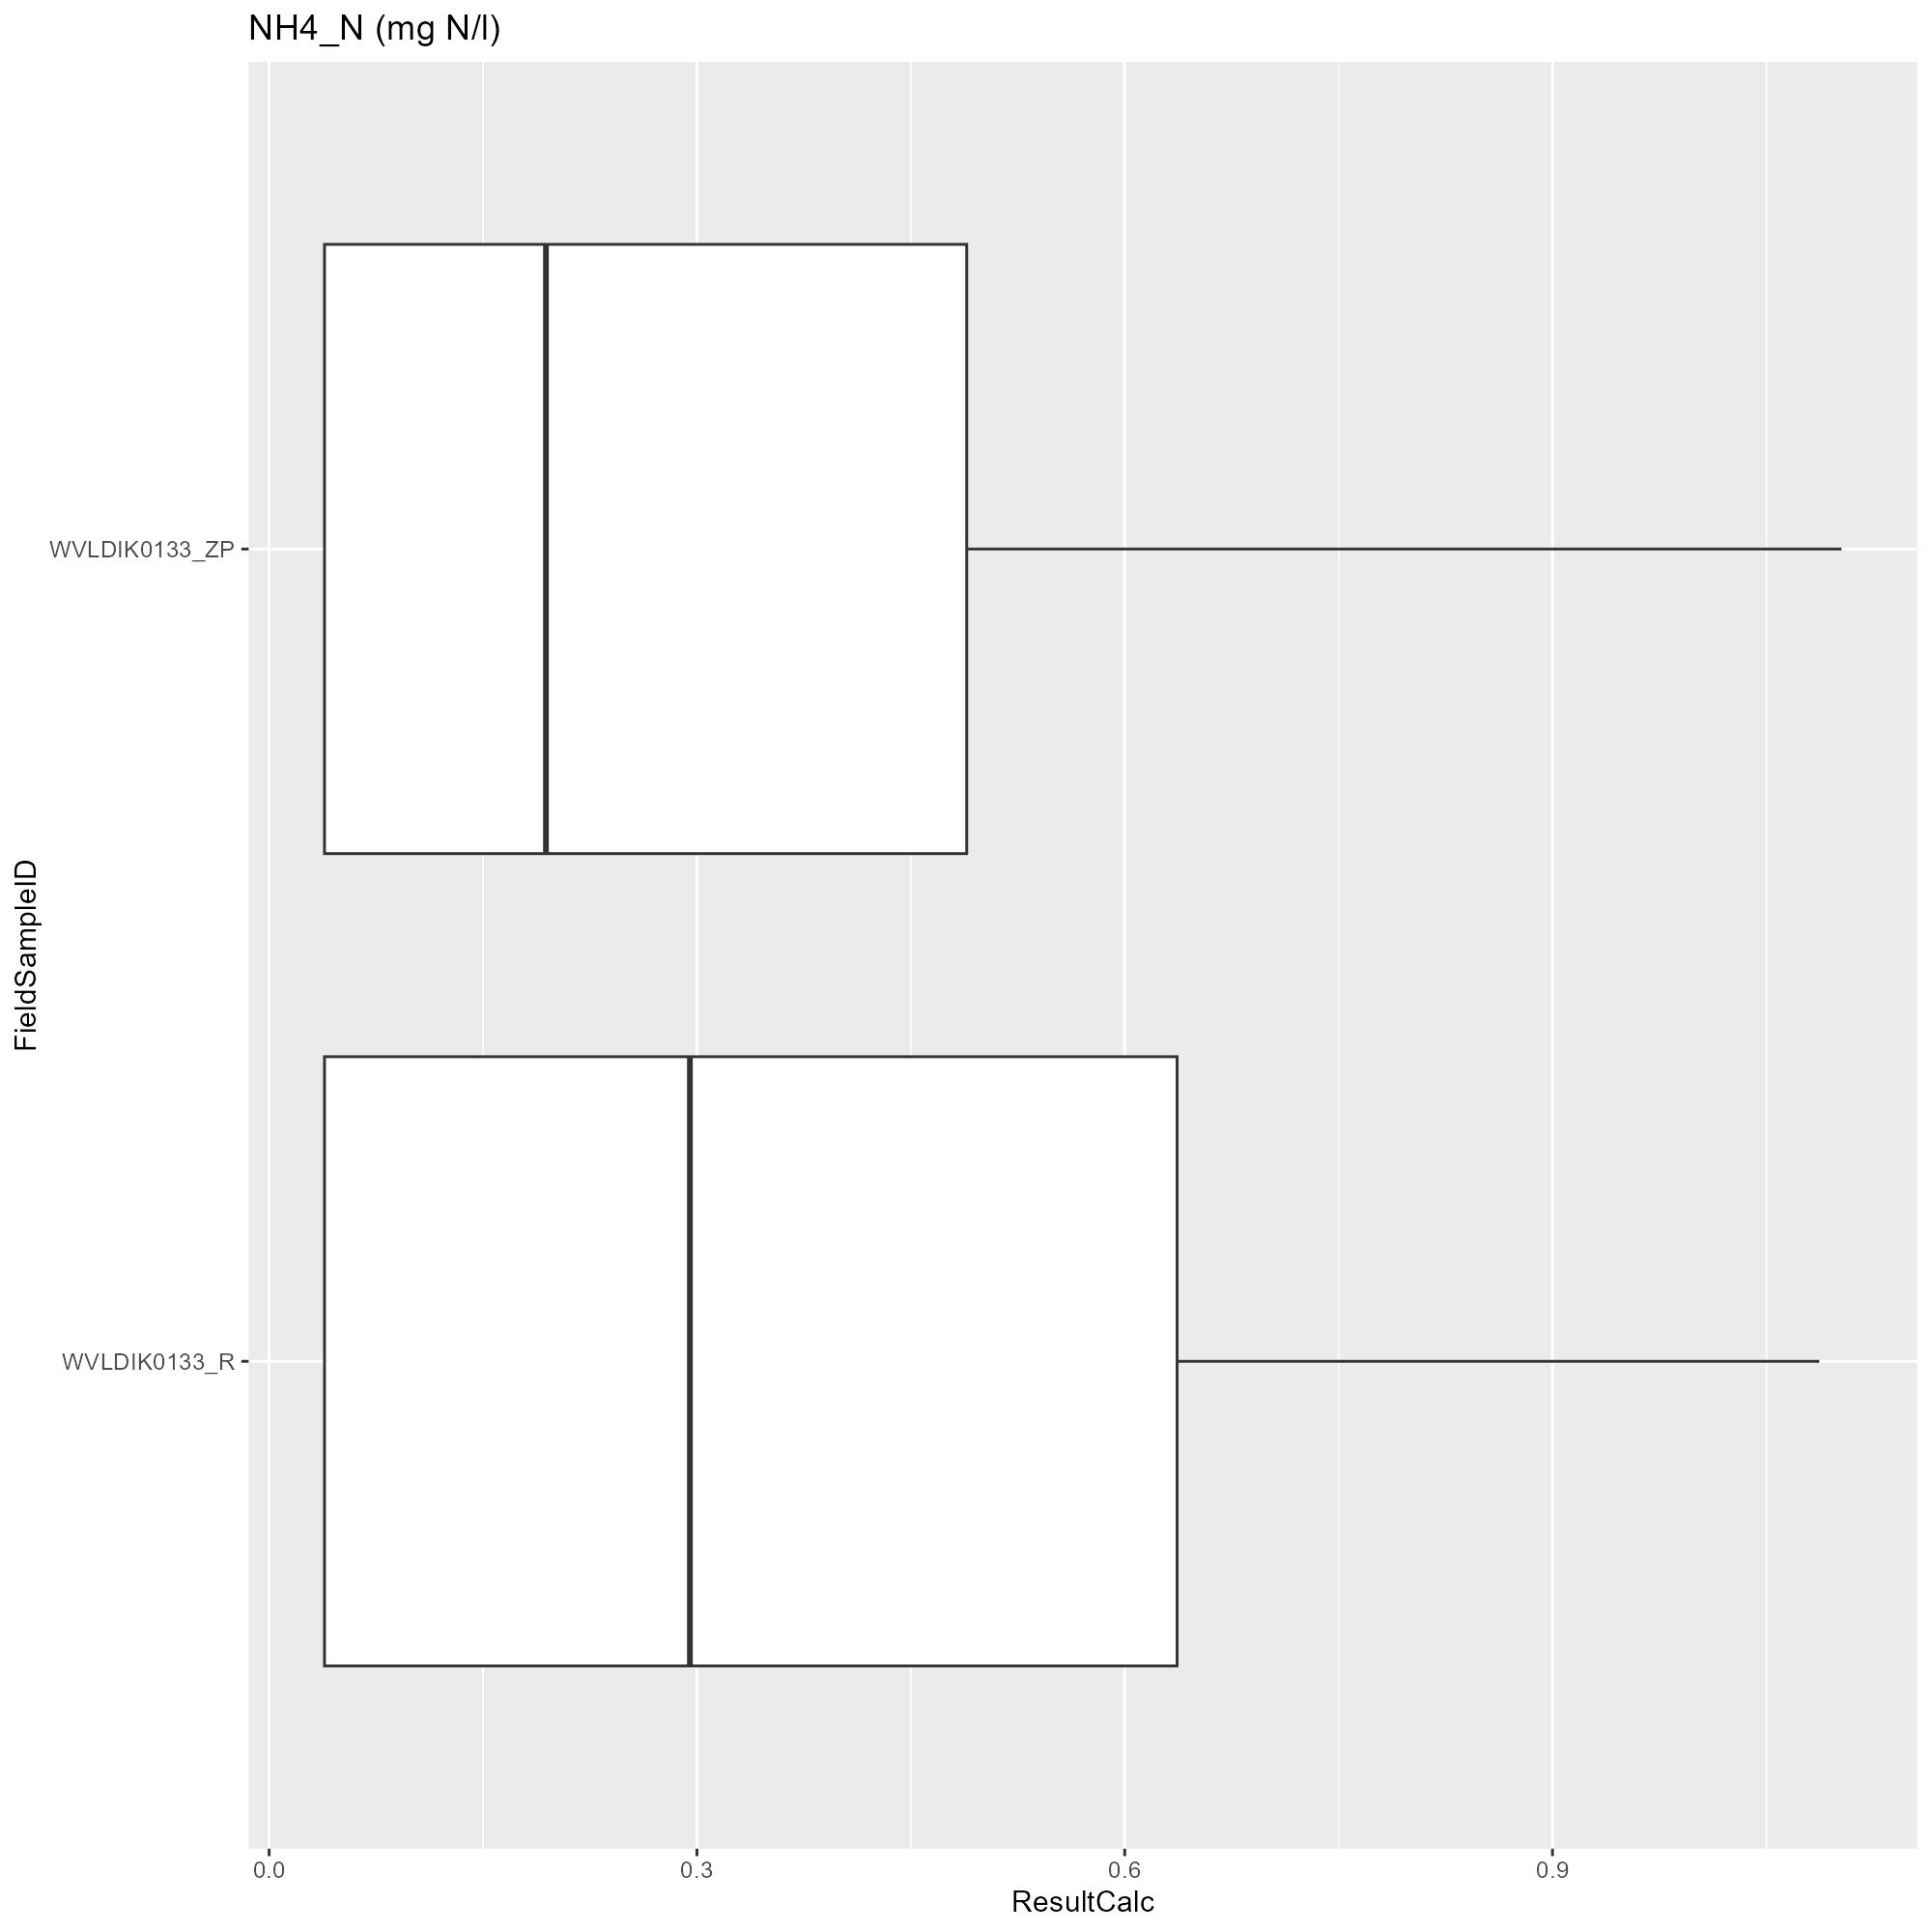 NH4_N (mg N/l)
FieldSampleID
WVLDIK0133_ZP
WVLDIK0133_R
0.0 0.3 0.6 0.9
ResultCalc